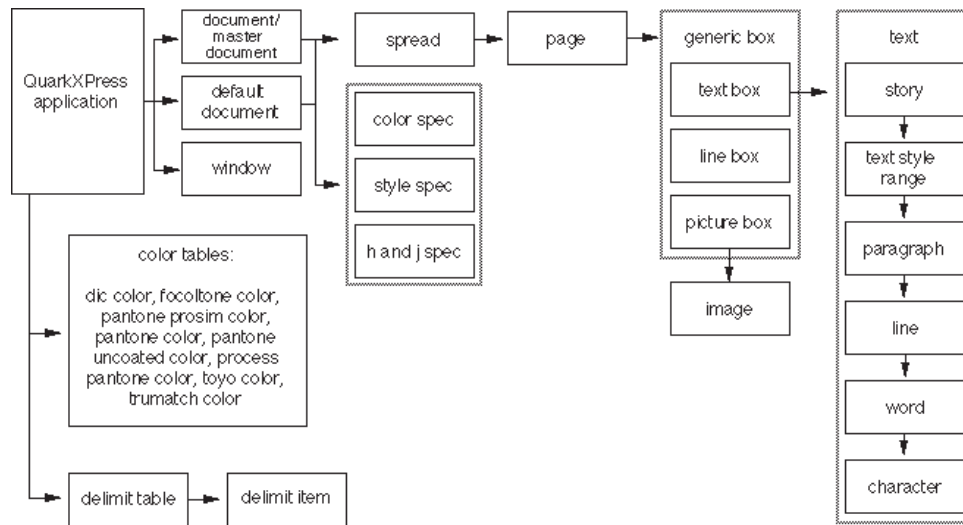 QuarkXPress
application
document/
master
document
default
document
window
spread
page
color spec
style spec
h and j spec
generic box
text box
line box
picture box
image
text
story
text style
range
paragraph
line
word
character
color tables:
dic color, focoltone color,
pantone prosim color,
pantone color, pantone
uncoated color, process
pantone color, toyo color,
trumatch color
delimit table
delimit item